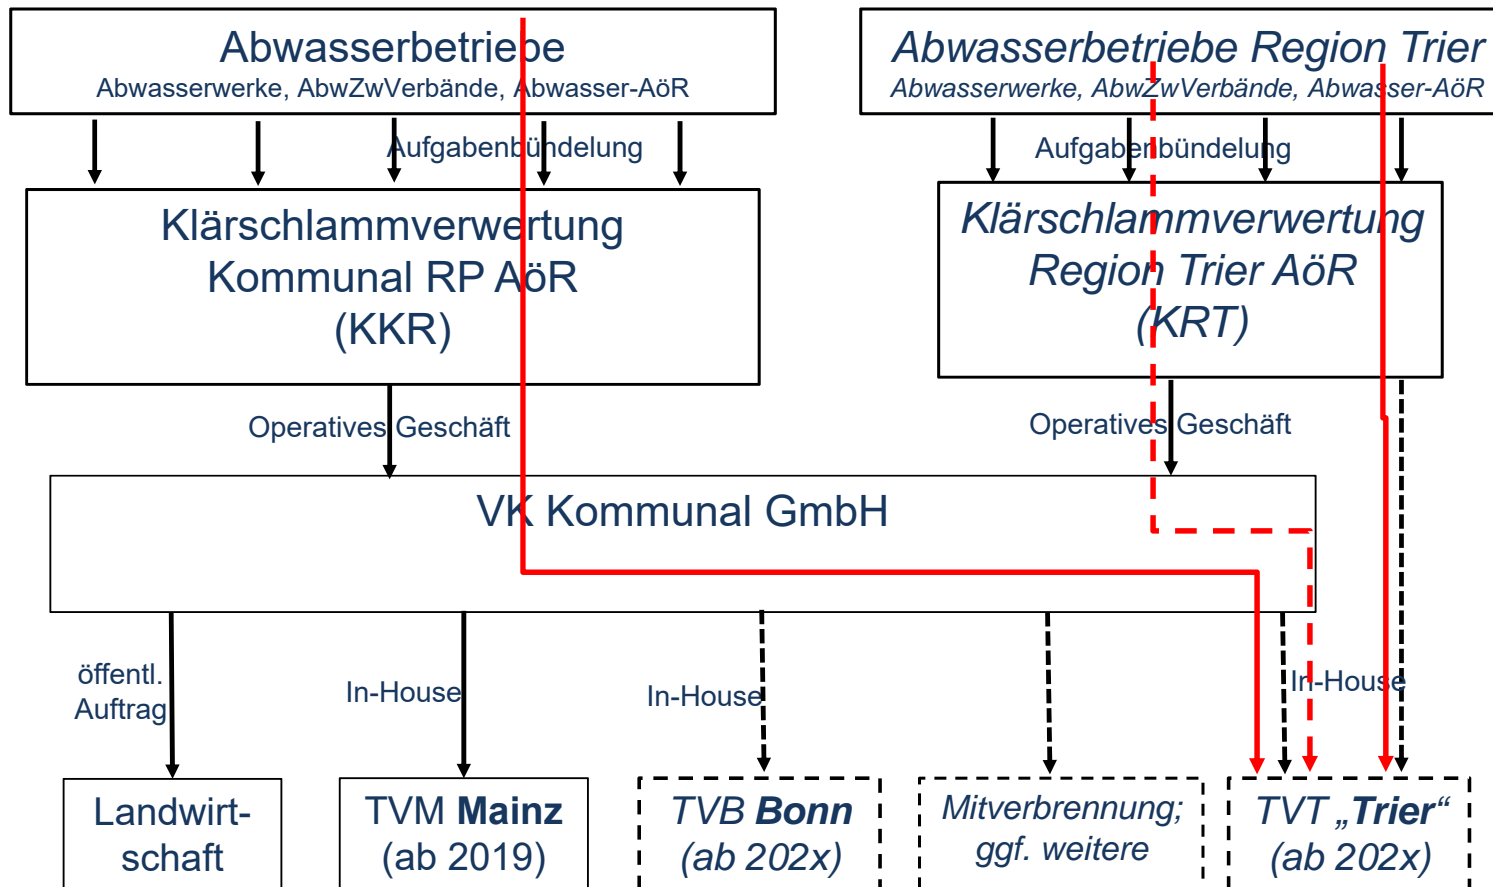 Abwasserbetriebe
Abwasserwerke, AbwZwVerbände, Abwasser-AöR
Abwasserbetriebe Region Trier
Abwasserwerke, AbwZwVerbände, Abwasser-AöR
Aufgabenbündelung
Aufgabenbündelung
Klärschlammverwertung
Kommunal RP AöR
(KKR)
Klärschlammverwertung
Region Trier AöR
(KRT)
Operatives Geschäft
Operatives Geschäft
VK Kommunal GmbH
öffentl.
Auftrag
In-House
In-House
In-House
Landwirt-
schaft
TVM Mainz
(ab 2019)
TVB Bonn
(ab 202x)
Mitverbrennung;
ggf. weitere
TVT „Trier“
(ab 202x)